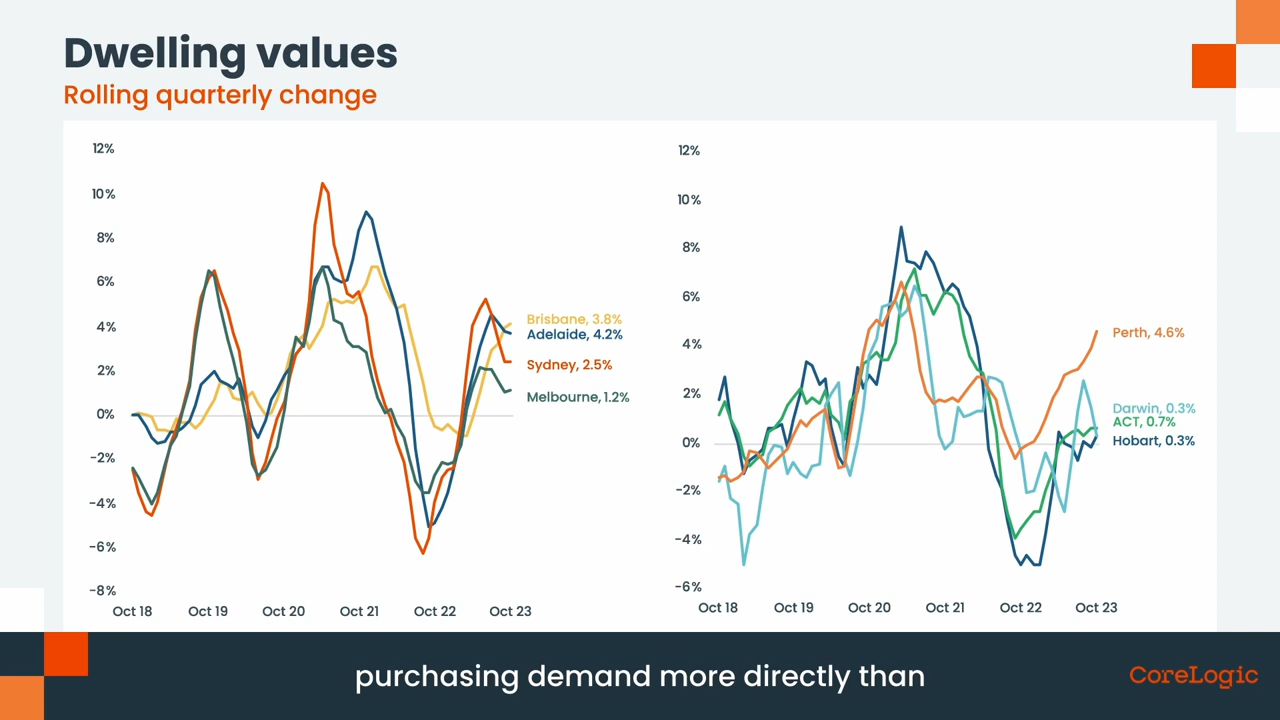 Dwelling values
Rolling quarterly change
12%
10%
8%
6%
4%
2%
0%
-2%
-4%
-6%
-8%
Oct 18 Oct 19 Oct 20 Oct 21 Oct 22 Oct 23
Brisbane, 3.8%
Adelaide, 4.2%
Sydney, 2.5%
Melbourne, 1.2%
12%
10%
8%
6%
4%
2%
0%
-2%
-4%
-6%
Oct 18 Oct 19 Oct 20 Oct 21 Oct 22 Oct 23
Perth, 4.6%
Darwin, 0.3%
ACT, 0.7%
Hobart, 0.3%
purchasing demand more directly than
CoreLogic